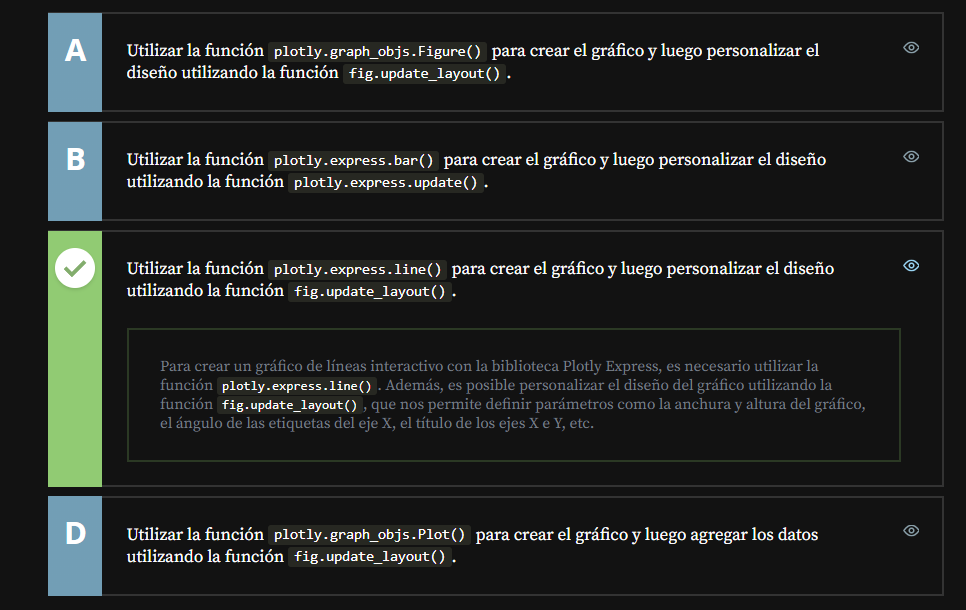 A
Utilizar la función plotly.graph_objs.Figure() para crear el gráfico y luego personalizar el
diseño utilizando la función fig.update_layout().
B
Utilizar la función plotly.express.bar() para crear el gráfico y luego personalizar el diseño
utilizando la función plotly.express.update().
Utilizar la función plotly.express.line() para crear el gráfico y luego personalizar el diseño
utilizando la función fig.update_layout().
Para crear un gráfico de líneas interactivo con la biblioteca Plotly Express, es necesario utilizar la
función plotly.express.line(). Además, es posible personalizar el diseño del gráfico utilizando la
función fig.update_layout(), que nos permite definir parámetros como la anchura y altura del gráfico,
el ángulo de las etiquetas del eje X, el título de los ejes X e Y, etc.
D
Utilizar la función plotly.graph_objs.Plot() para crear el gráfico y luego agregar los datos
utilizando la función fig.update_layout().